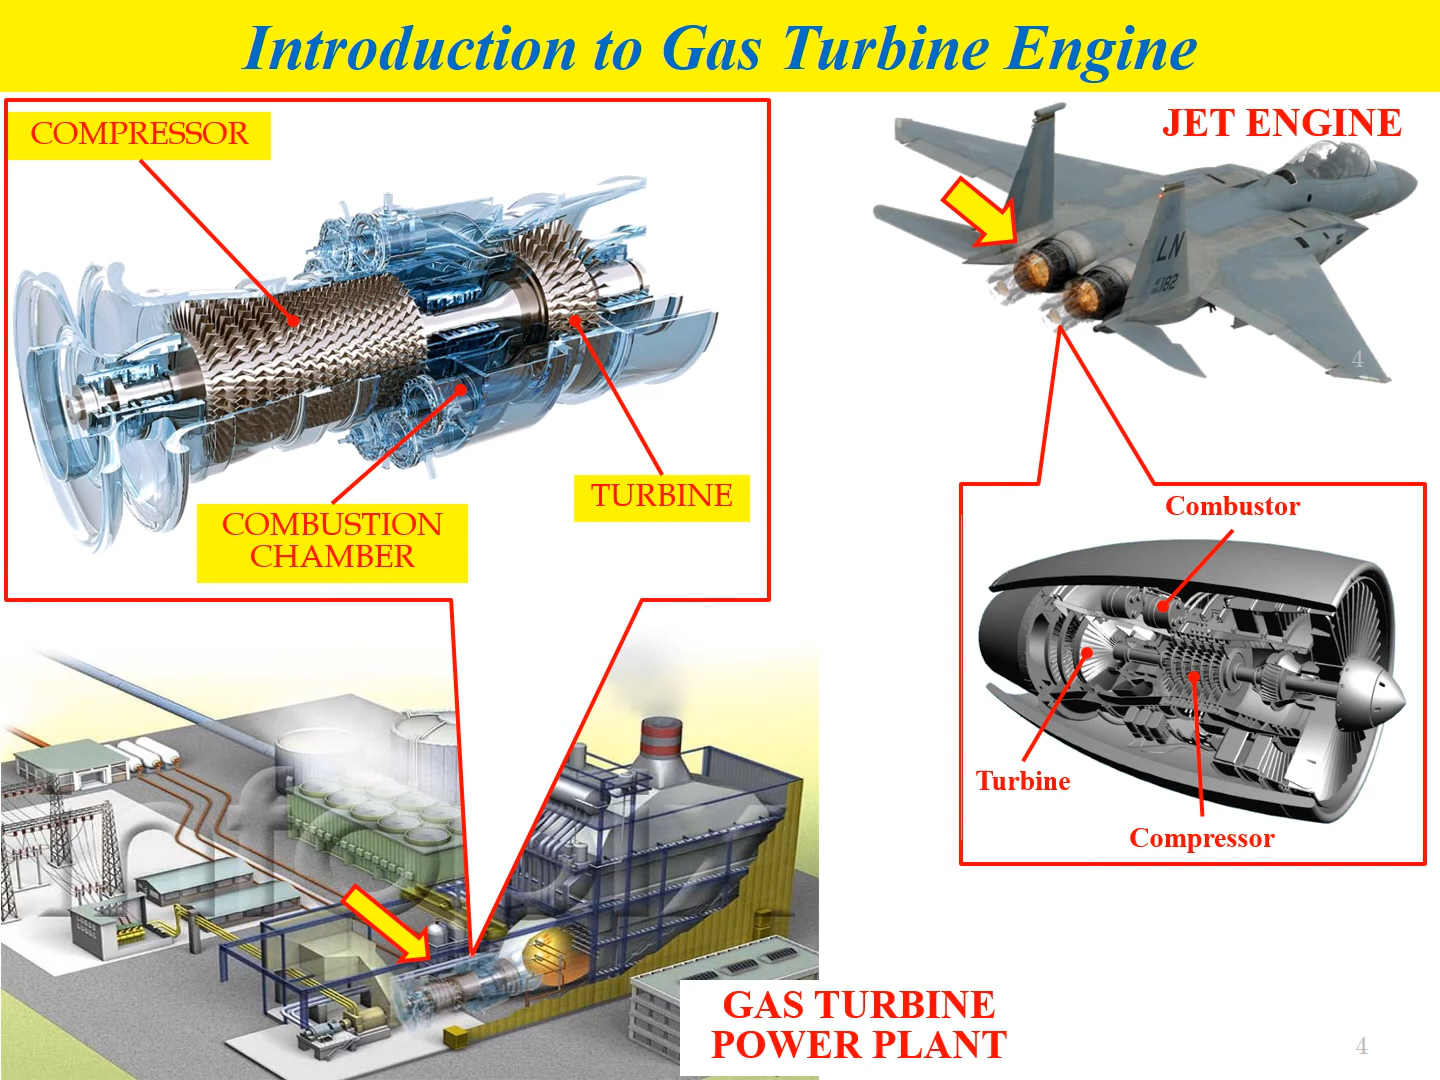 Introduction to Gas Turbine Engine
COMPRESSOR
JET ENGINE
LN
182
4
TURBINE
COMBUSTION
CHAMBER
Combustor
Turbine
Compressor
GAS TURBINE
POWER PLANT
4